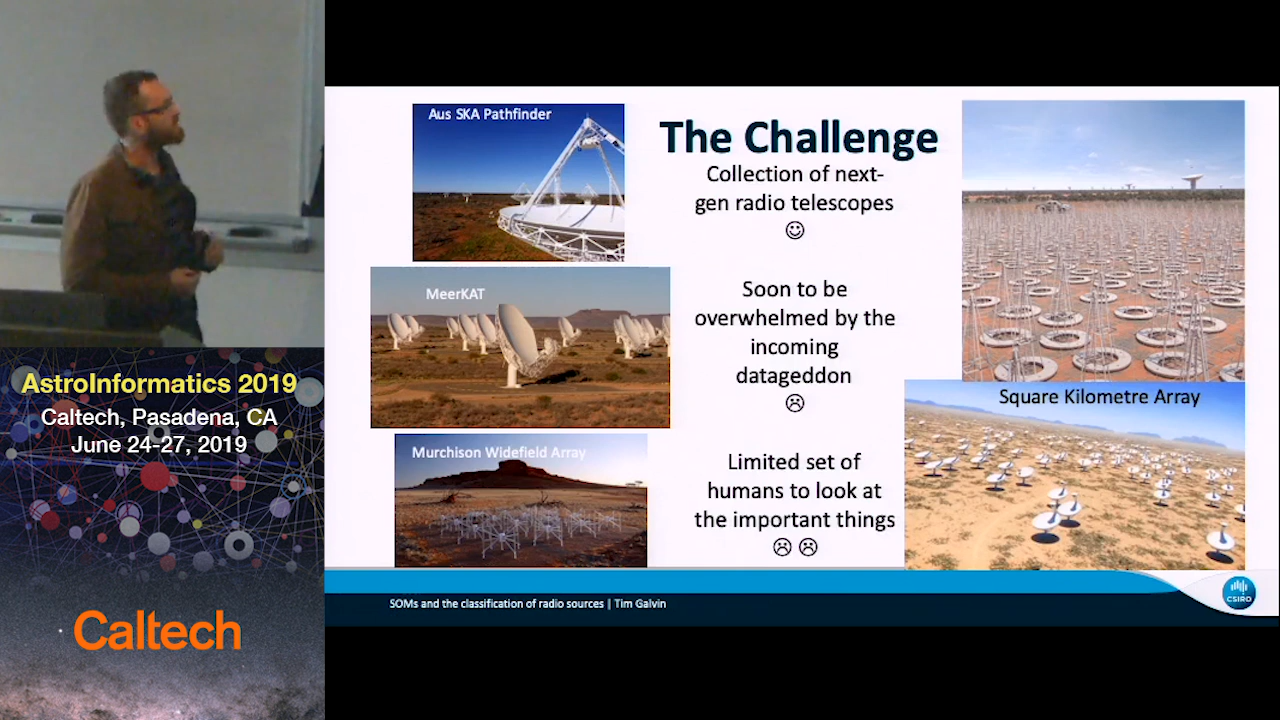 AstroInformatics 2019
Caltech, Pasadena, CA
June 24-27, 2019
Caltech
Aus SKA Pathfinder
MeerKAT
Murchison Widefield Array
The Challenge
Collection of next-
gen radio telescopes
☺
Soon to be
overwhelmed by the
incoming
datageddon
☹
Limited set of
humans to look at
the important things
☹ ☹
Square Kilometre Array
SOMs and the classification of radio sources | Tim Galvin
CSIRO